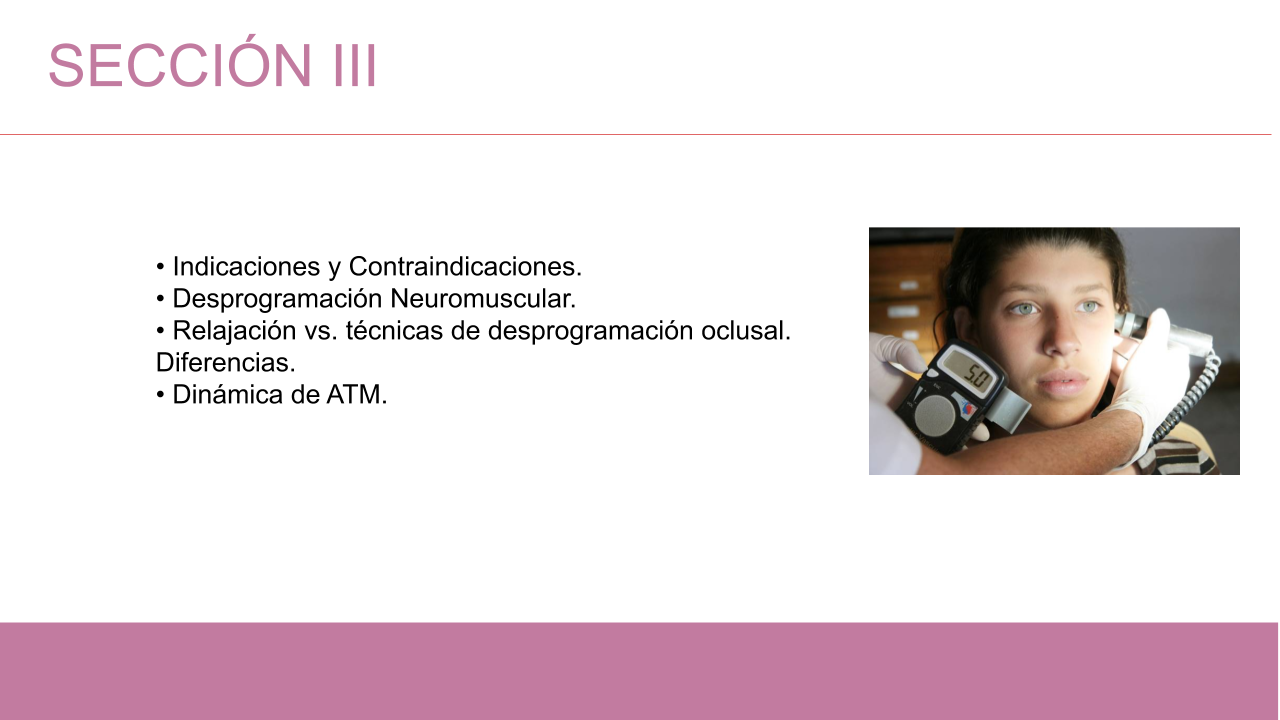 SECCIÓN III
• Indicaciones y Contraindicaciones.
• Desprogramación Neuromuscular.
• Relajación vs. técnicas de desprogramación oclusal.
Diferencias.
• Dinámica de ATM.
5.0